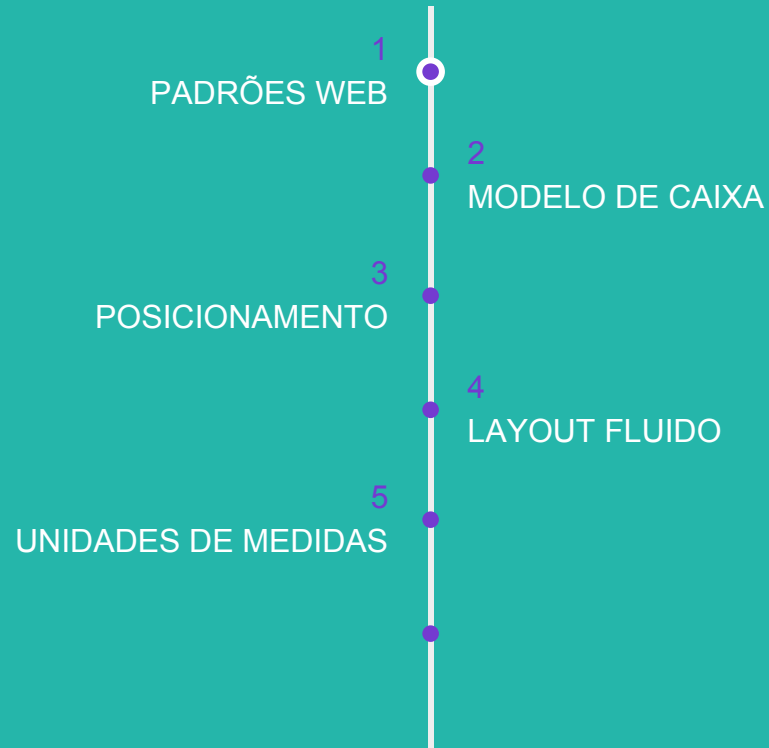 1
PADRÕES WEB
2
MODELO DE CAIXA
3
POSICIONAMENTO
4
LAYOUT FLUIDO
5
UNIDADES DE MEDIDAS